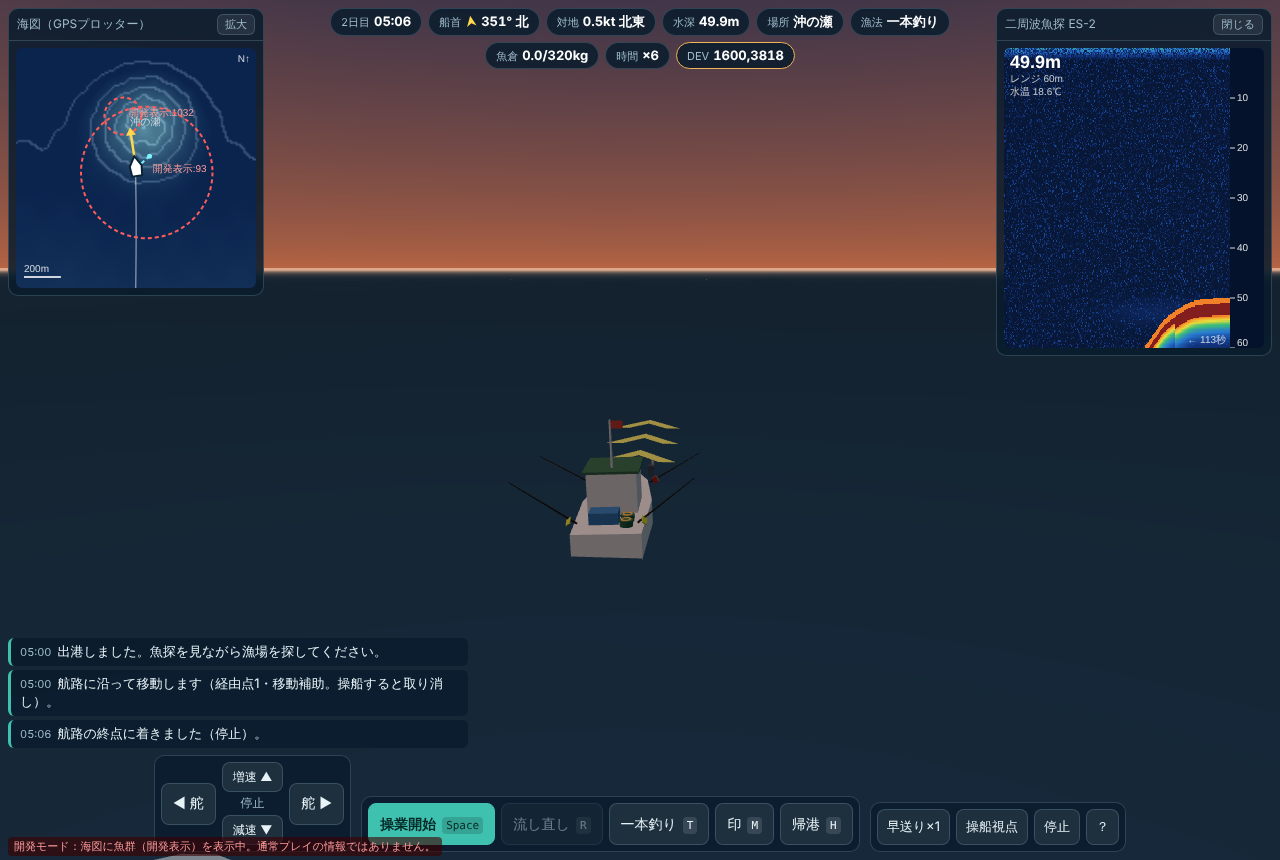 海図（GPSプロッター）
拡大
N↑
開発表示:1032
沖の瀬
開発表示:93
200m
2日目 05:06
船首 351° 北
対地 0.5kt 北東
水深 49.9m
場所 沖の瀬
漁法 一本釣り
魚倉 0.0/320kg
時間 ×6
DEV 1600,3818
二周波魚探 ES-2
閉じる
49.9m
レンジ 60m
水温 18.6℃
10
20
30
40
50
60
← 113秒
05:00 出港しました。魚探を見ながら漁場を探してください。
05:00 航路に沿って移動します（経由点1・移動補助。操船すると取り消
し）。
05:06 航路の終点に着きました（停止）。
◀ 舵
増速 ▲
停止
減速 ▼
舵 ▶
操業開始 Space
流し直し R
一本釣り T
印 M
帰港 H
早送り×1
操船視点
停止
？
開発モード：海図に魚群（開発表示）を表示中。通常プレイの情報ではありません。